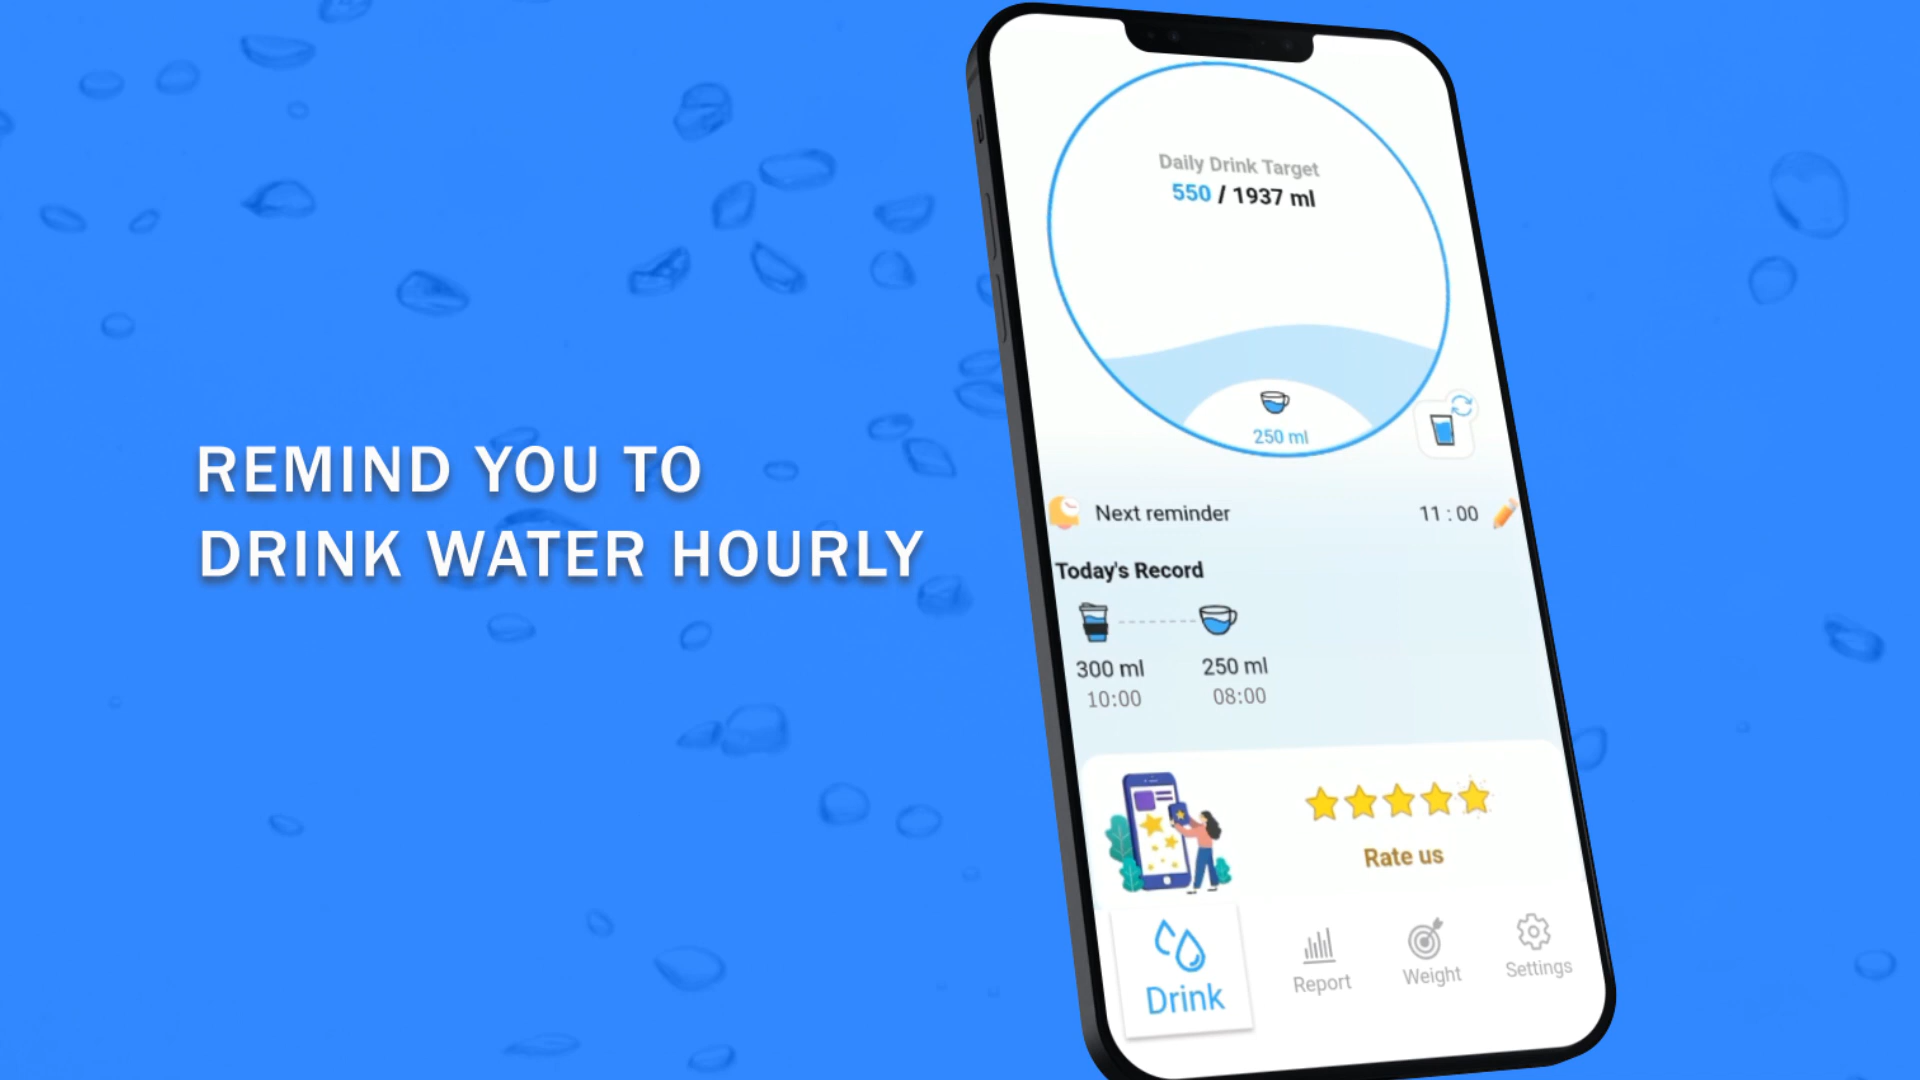 REMIND YOU TO
DRINK WATER HOURLY
Daily Drink Target
550 / 1937 ml
250 ml
Next reminder 11 : 00
Today's Record
300 ml 250 ml
10:00 08:00
Rate us
Drink Report Weight Settings